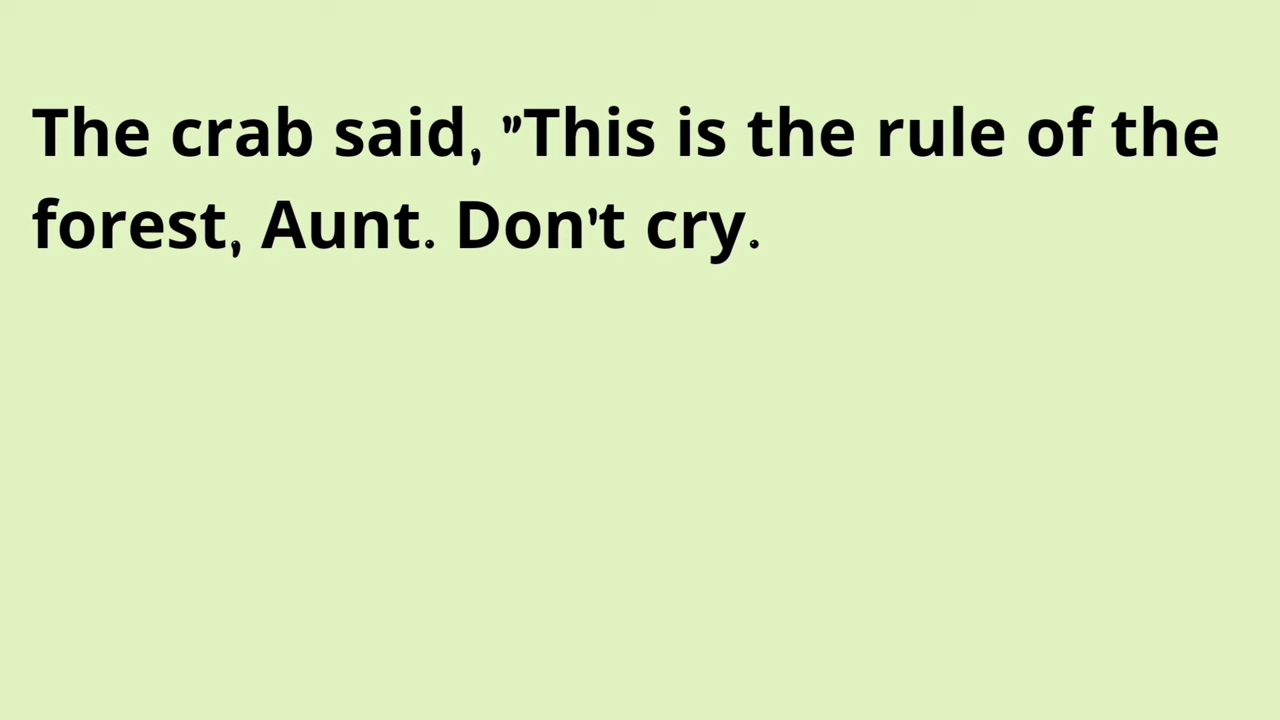 The crab said, "This is the rule of the
forest, Aunt. Don't cry.